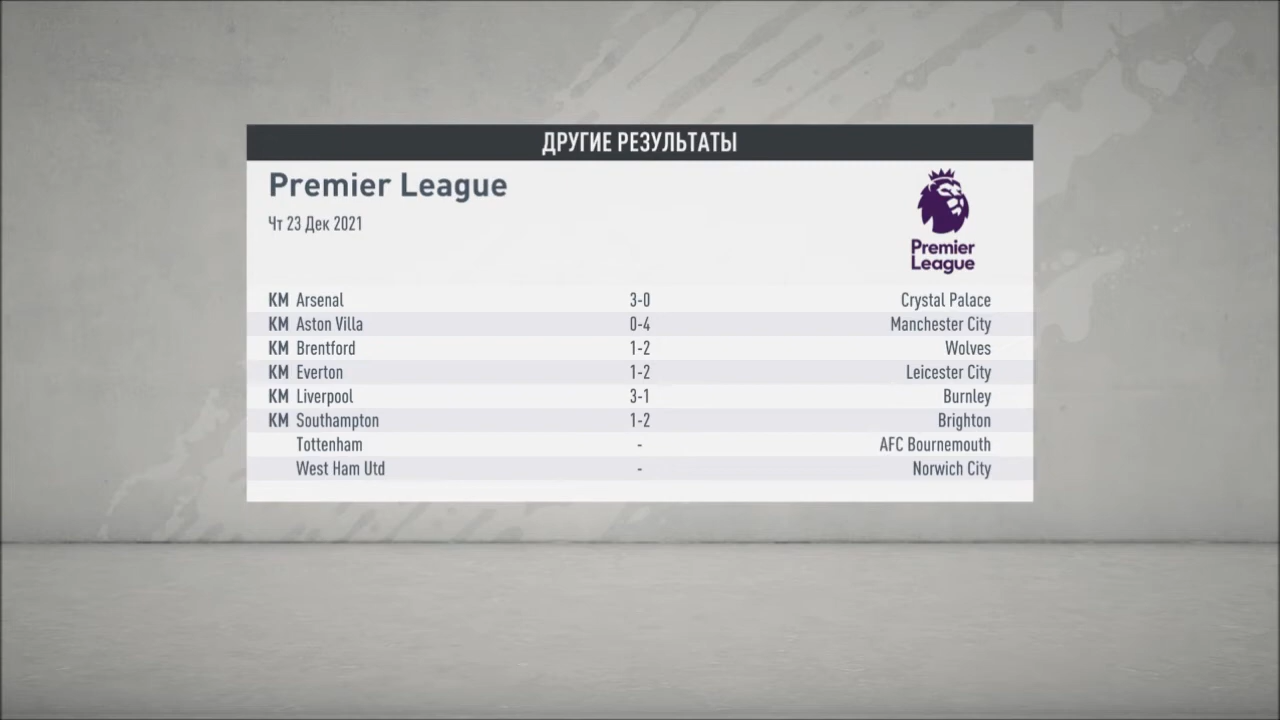 ДРУГИЕ РЕЗУЛЬТАТЫ
Premier League
Чт 23 Дек 2021
Premier
League
КМ Arsenal 3-0 Crystal Palace
КМ Aston Villa 0-4 Manchester City
КМ Brentford 1-2 Wolves
КМ Everton 1-2 Leicester City
КМ Liverpool 3-1 Burnley
КМ Southampton 1-2 Brighton
Tottenham - AFC Bournemouth
West Ham Utd - Norwich City